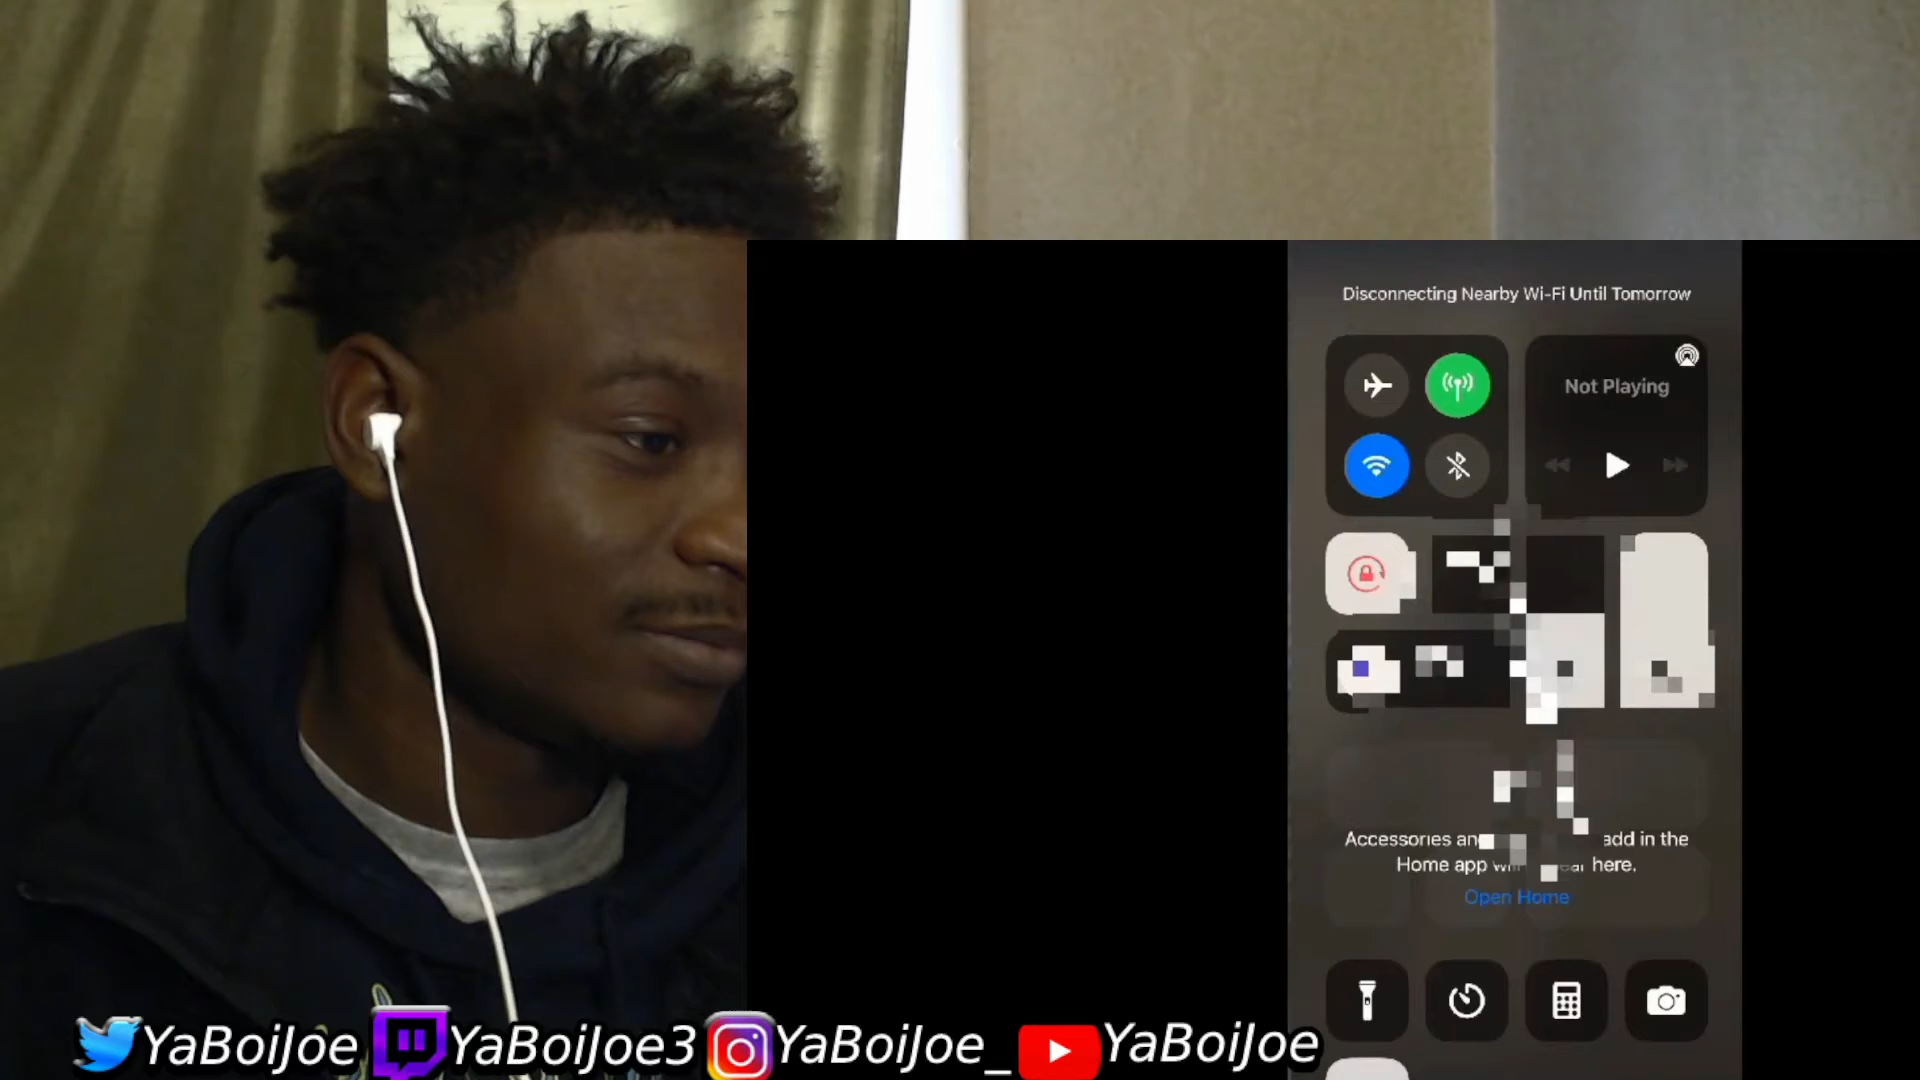 Disconnecting Nearby Wi-Fi Until Tomorrow
Not Playing
Accessories an add in the
Home app here.
Open Home
YaBoiJoe YaBoiJoe3 YaBoiJoe_ YaBoiJoe